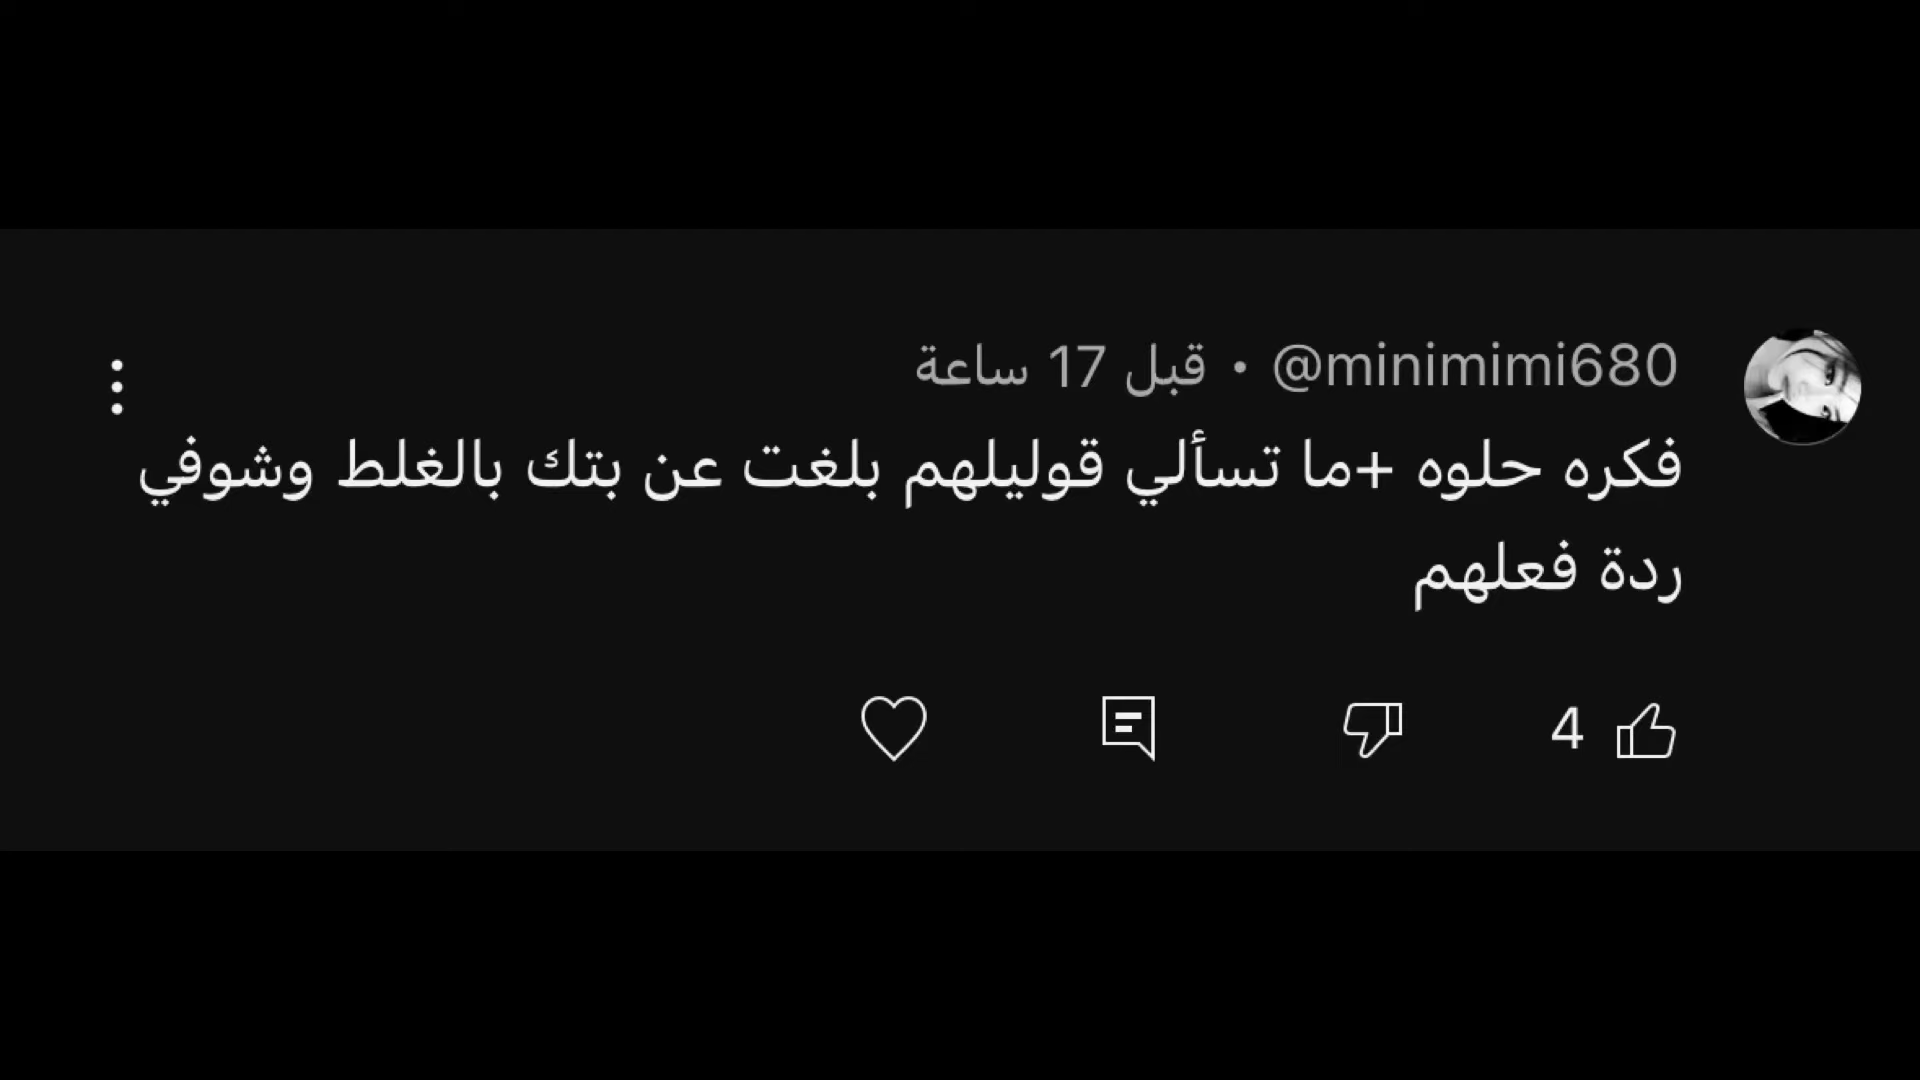 @minimimi680 • قبل 17 ساعة
فكره حلوه +ما تسألي قوليلهم بلغت عن بتك بالغلط وشوفي
ردة فعلهم
4